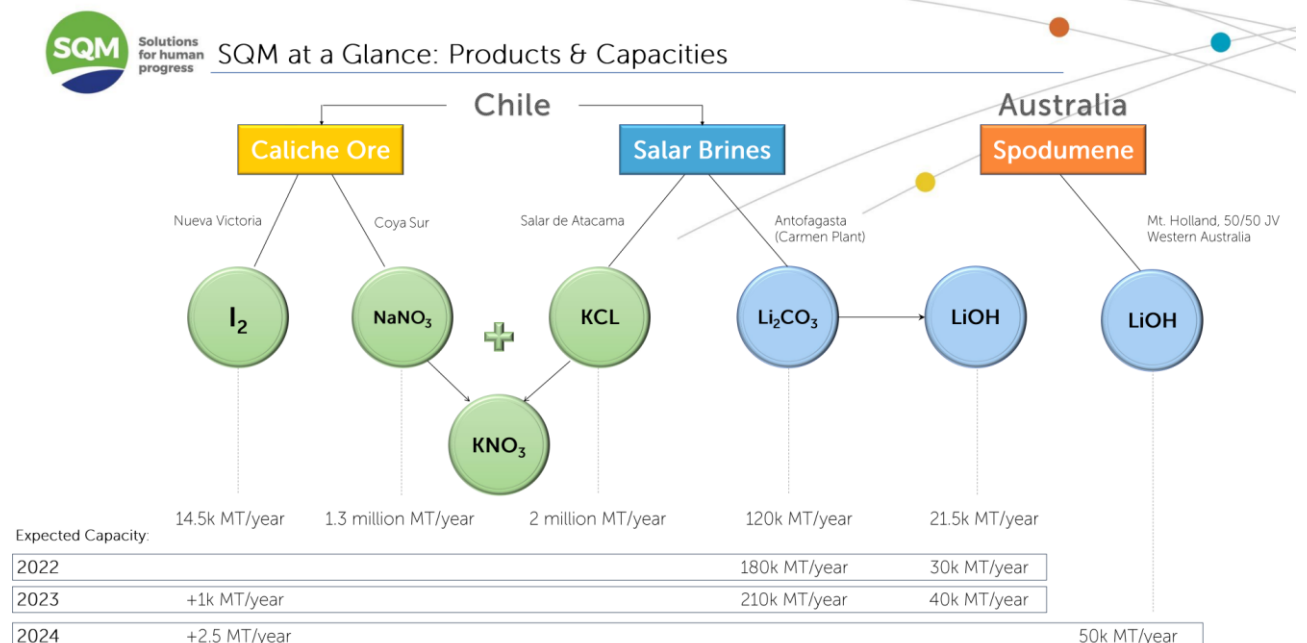 SQM
Solutions
for human
progress
SQM at a Glance: Products & Capacities
Chile
Australia
Caliche Ore
Salar Brines
Spodumene
Nueva Victoria
Coya Sur
Salar de Atacama
Antofagasta
(Carmen Plant)
Mt. Holland, 50/50 JV
Western Australia
I₂
NaNO₃
KCL
Li₂CO₃
LiOH
LiOH
KNO₃
14.5k MT/year 1.3 million MT/year 2 million MT/year 120k MT/year 21.5k MT/year
Expected Capacity:
2022 180k MT/year 30k MT/year
2023 +1k MT/year 210k MT/year 40k MT/year
2024 +2.5 MT/year 50k MT/year